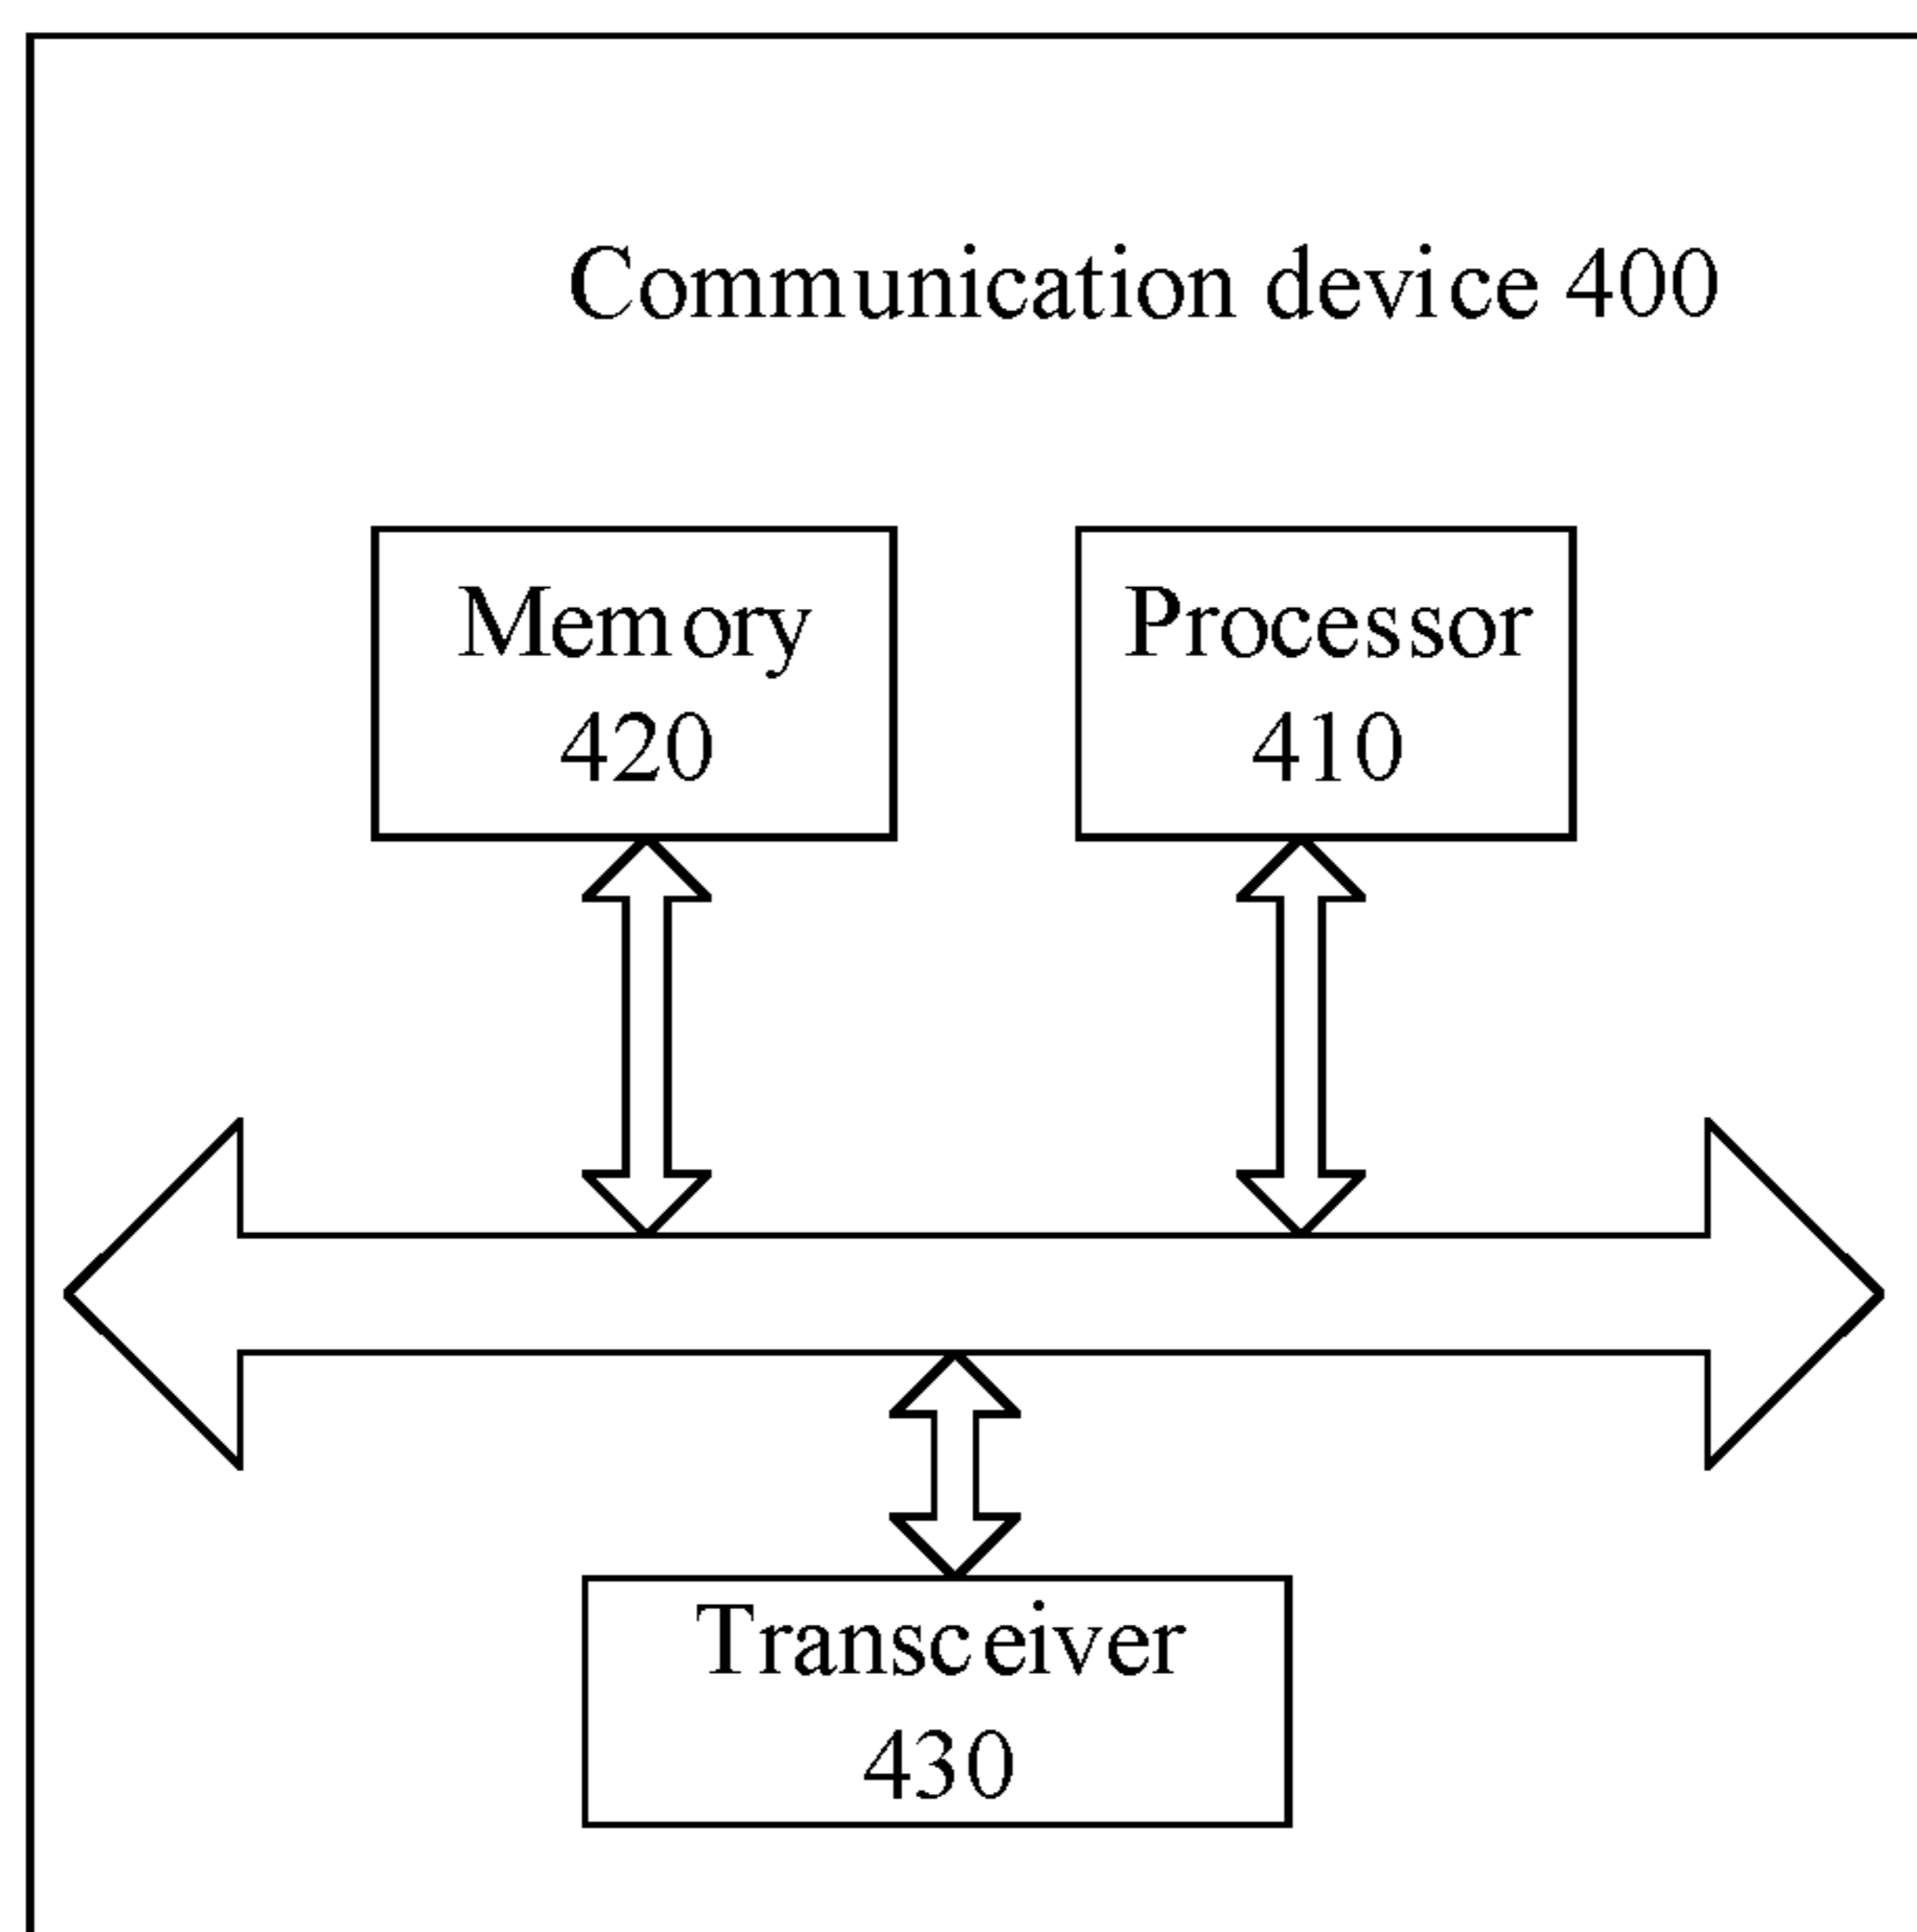 Communication device 400
Memory
420
Processor
410
Transceiver
430